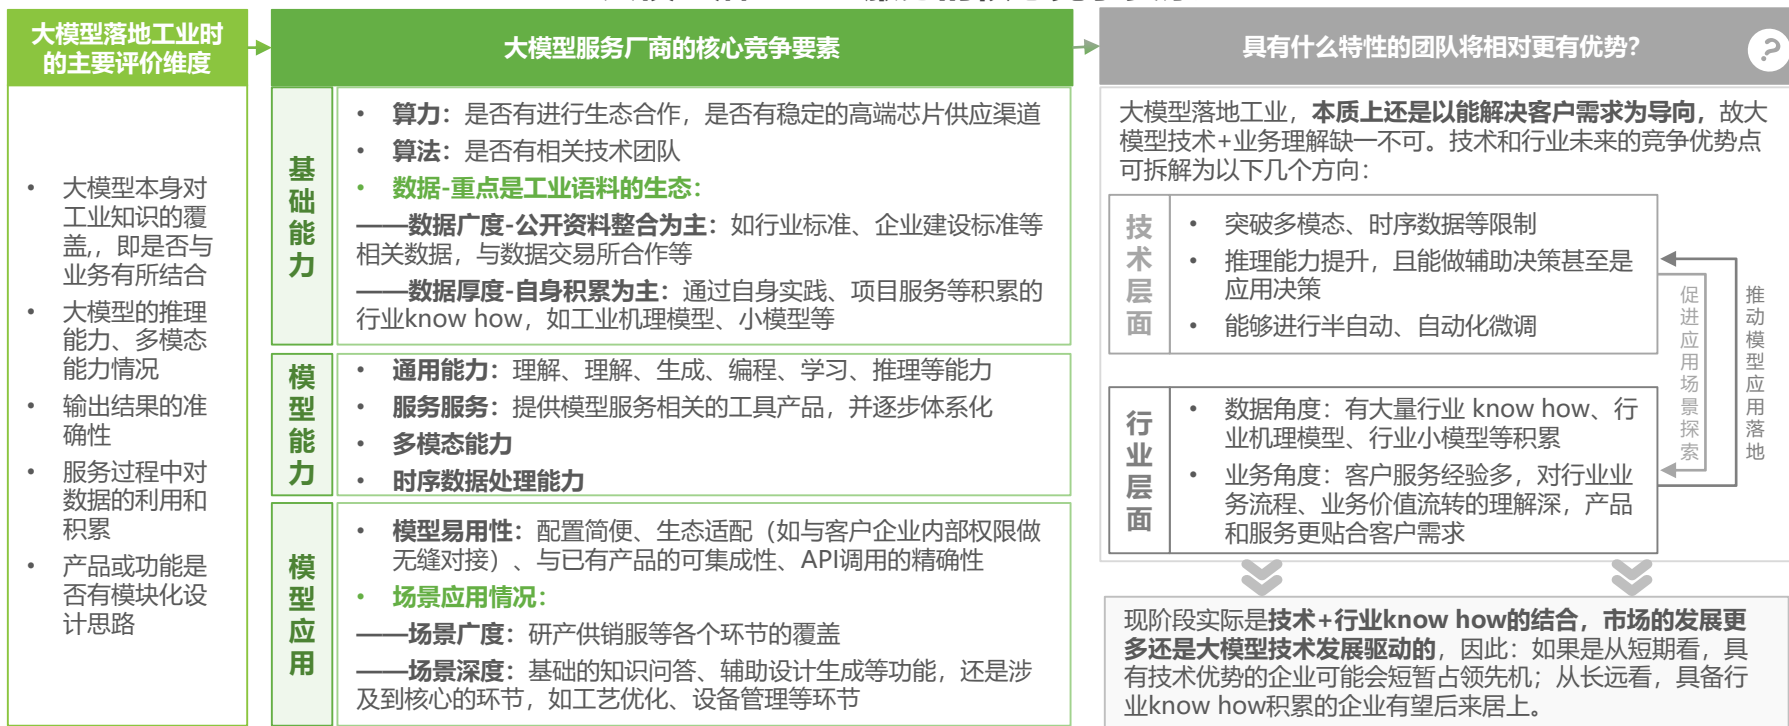 大模型落地工业时
的主要评价维度
• 大模型本身对
工业知识的覆
盖,，即是否与
业务有所结合
• 大模型的推理
能力、多模态
能力情况
• 输出结果的准
确性
• 服务过程中对
数据的利用和
积累
• 产品或功能是
否有模块化设
计思路
大模型服务厂商的核心竞争要素
基础能力
• 算力：是否有进行生态合作，是否有稳定的高端芯片供应渠道
• 算法：是否有相关技术团队
• 数据-重点是工业语料的生态：
——数据广度-公开资料整合为主：如行业标准、企业建设标准等
相关数据，与数据交易所合作等
——数据厚度-自身积累为主：通过自身实践、项目服务等积累的
行业know how，如工业机理模型、小模型等
模型能力
• 通用能力：理解、理解、生成、编程、学习、推理等能力
• 服务服务：提供模型服务相关的工具产品，并逐步体系化
• 多模态能力
• 时序数据处理能力
模型应用
• 模型易用性：配置简便、生态适配（如与客户企业内部权限做
无缝对接）、与已有产品的可集成性、API调用的精确性
• 场景应用情况：
——场景广度：研产供销服等各个环节的覆盖
——场景深度：基础的知识问答、辅助设计生成等功能，还是涉
及到核心的环节，如工艺优化、设备管理等环节
具有什么特性的团队将相对更有优势？
?
大模型落地工业，本质上还是以能解决客户需求为导向，故大
模型技术+业务理解缺一不可。技术和行业未来的竞争优势点
可拆解为以下几个方向：
技术层面
• 突破多模态、时序数据等限制
• 推理能力提升，且能做辅助决策甚至是
应用决策
• 能够进行半自动、自动化微调
行业层面
• 数据角度：有大量行业 know how、行
业机理模型、行业小模型等积累
• 业务角度：客户服务经验多，对行业业
务流程、业务价值流转的理解深，产品
和服务更贴合客户需求
促进应用场景探索
推动模型应用落地
现阶段实际是技术+行业know how的结合，市场的发展更
多还是大模型技术发展驱动的，因此：如果是从短期看，具
有技术优势的企业可能会短暂占领先机；从长远看，具备行
业know how积累的企业有望后来居上。